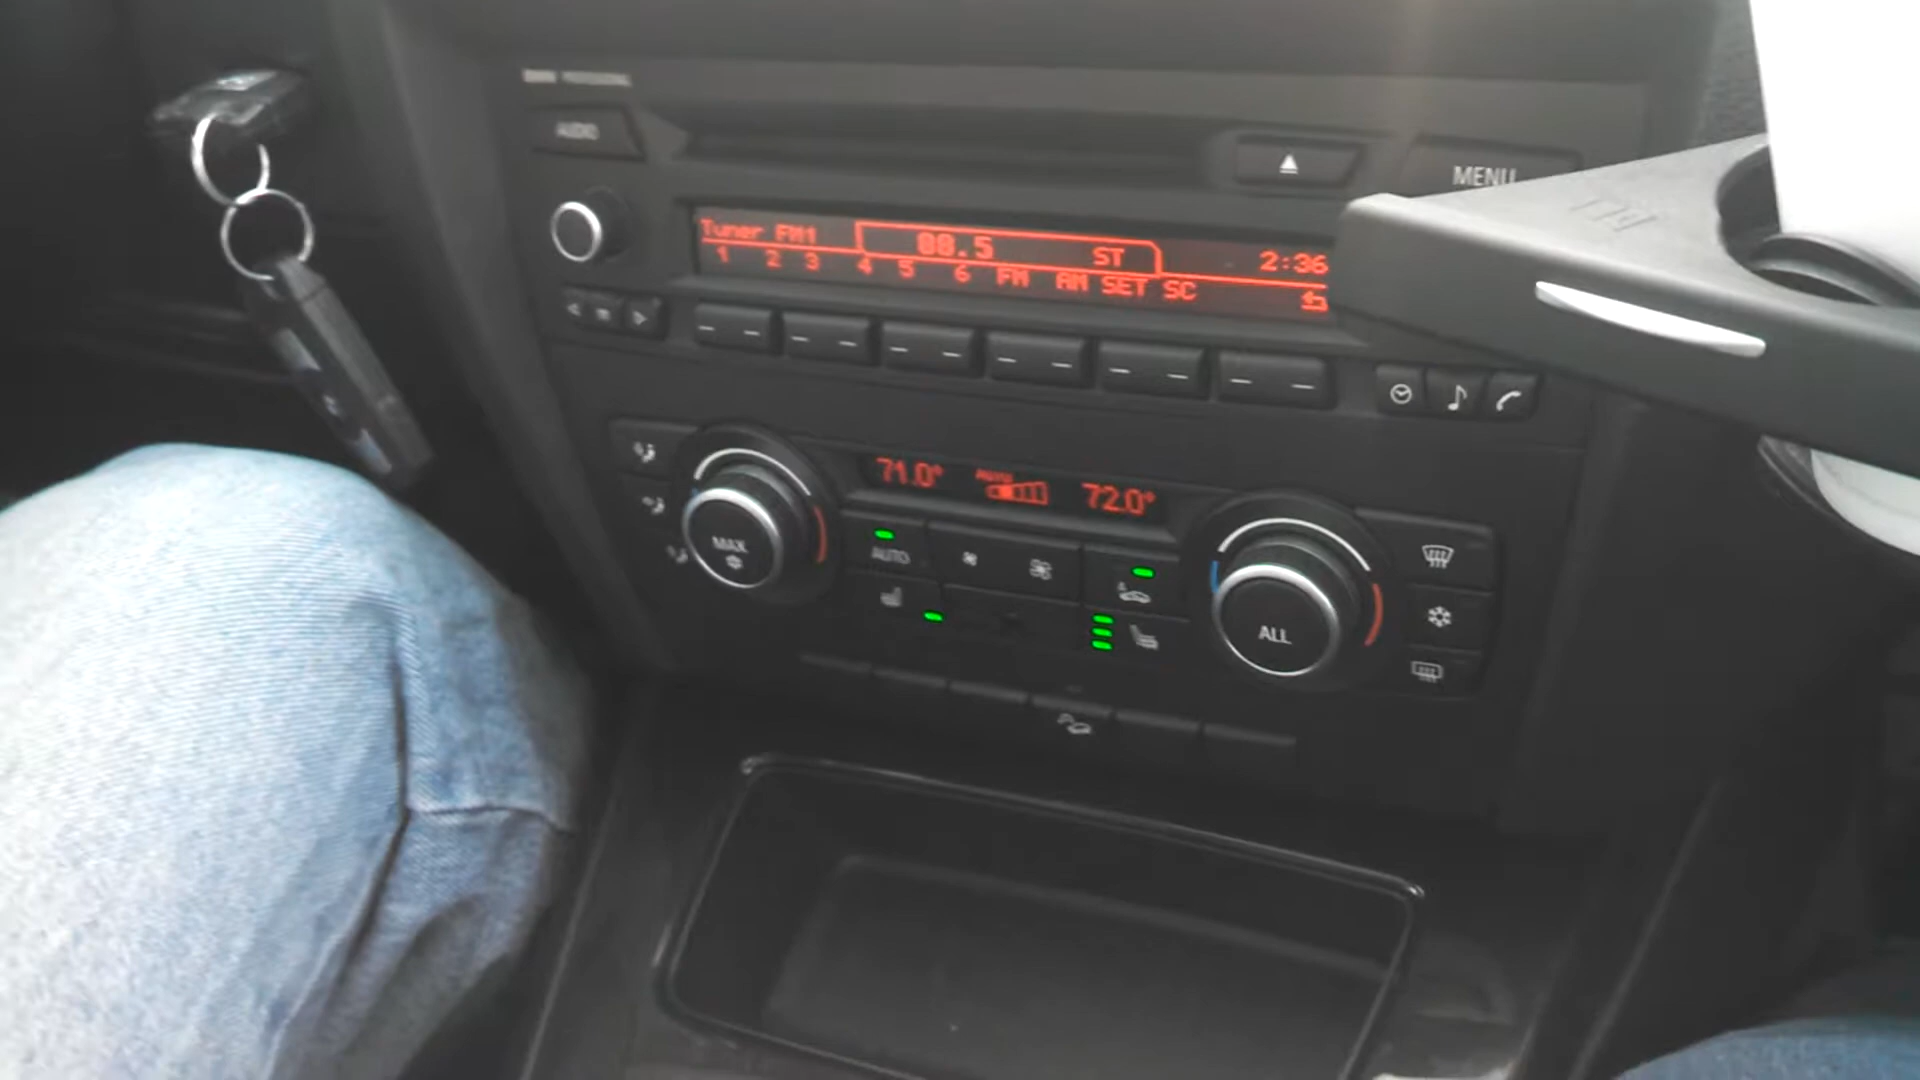 AUDIO
MENU
Tuner FM1 88.5 ST 2:36
1 2 3 4 5 6 FM AM SET SC
71.0° AUTO 72.0°
MAX
AUTO
ALL